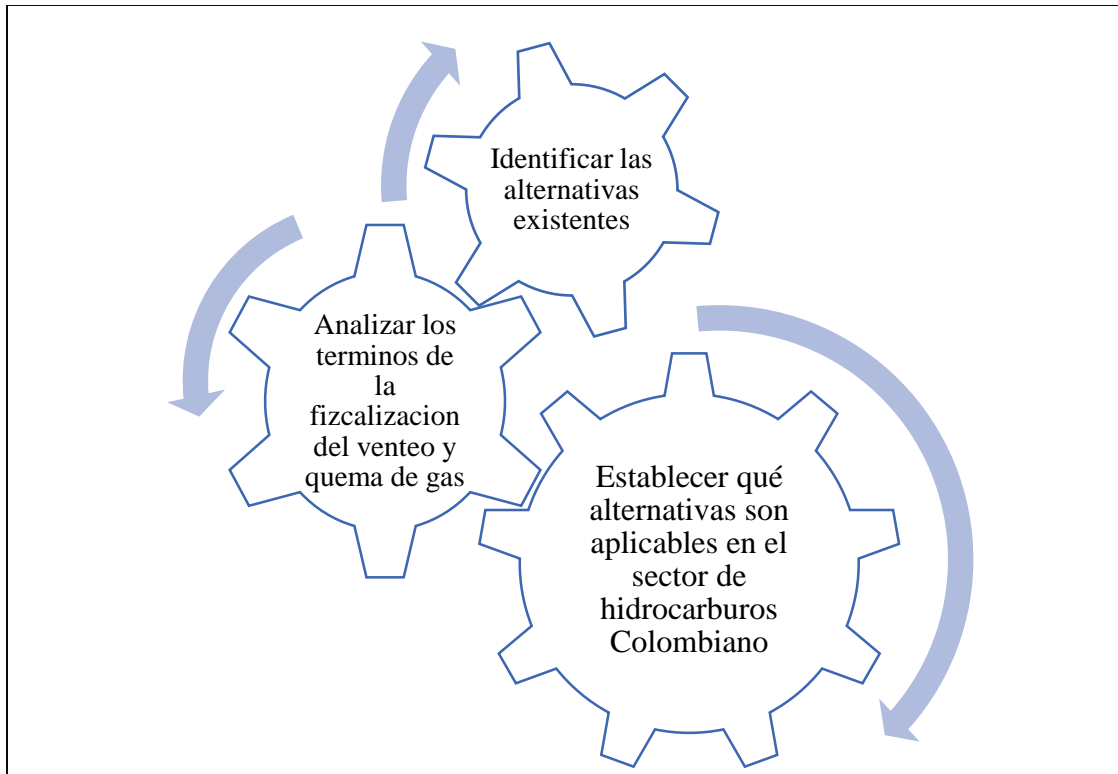 Identificar las
alternativas
existentes
Analizar los
terminos de
la
fizcalizacion
del venteo y
quema de gas
Establecer qué
alternativas son
aplicables en el
sector de
hidrocarburos
Colombiano